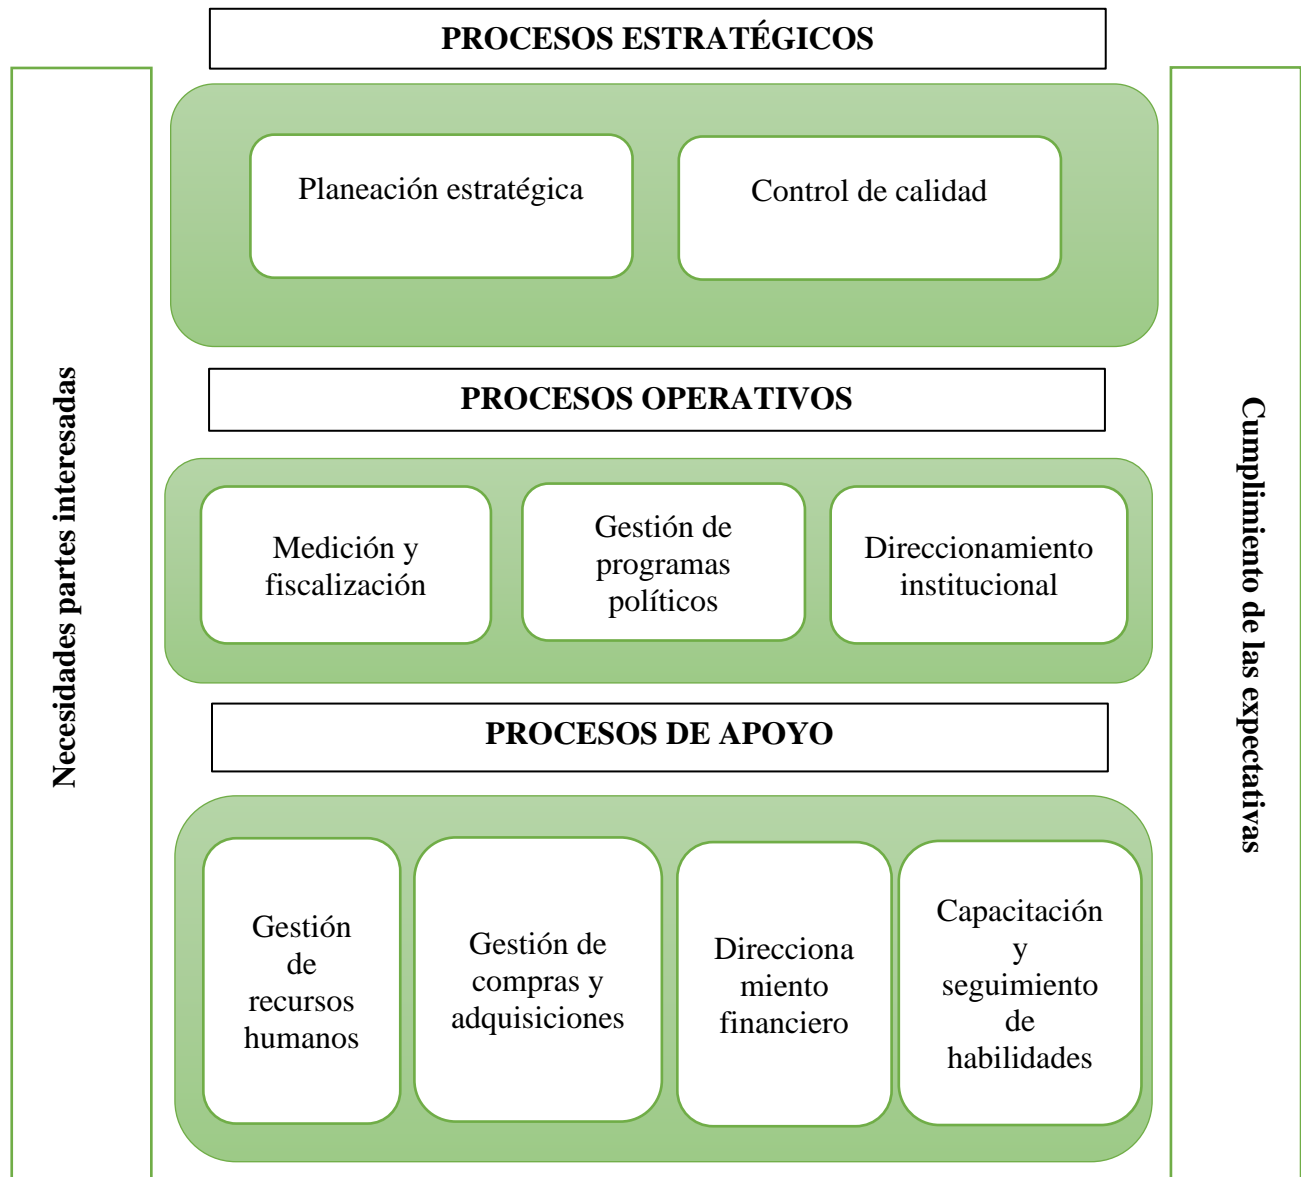 PROCESOS ESTRATÉGICOS
Necesidades partes interesadas
Planeación estratégica
Control de calidad
PROCESOS OPERATIVOS
Medición y
fiscalización
Gestión de
programas
políticos
Direccionamiento
institucional
PROCESOS DE APOYO
Gestión
de
recursos
humanos
Gestión de
compras y
adquisiciones
Direcciona
miento
financiero
Capacitación
y
seguimiento
de
habilidades
Cumplimiento de las expectativas